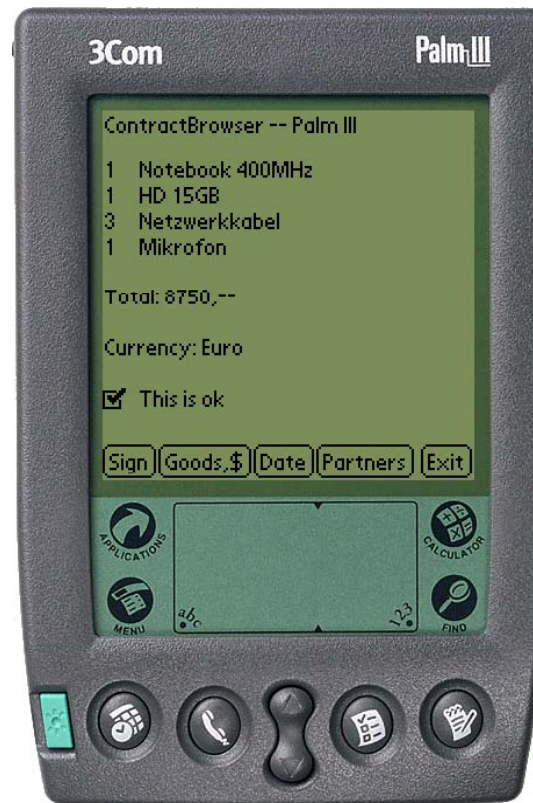 3Com Palm III
ContractBrowser -- Palm III
1 Notebook 400MHz
1 HD 15GB
3 Netzwerkkabel
1 Mikrofon
Total: 8750,--
Currency: Euro
This is ok
Sign Goods,$ Date Partners Exit
APPLICATIONS CALCULATOR
MENU abc 123 FIND